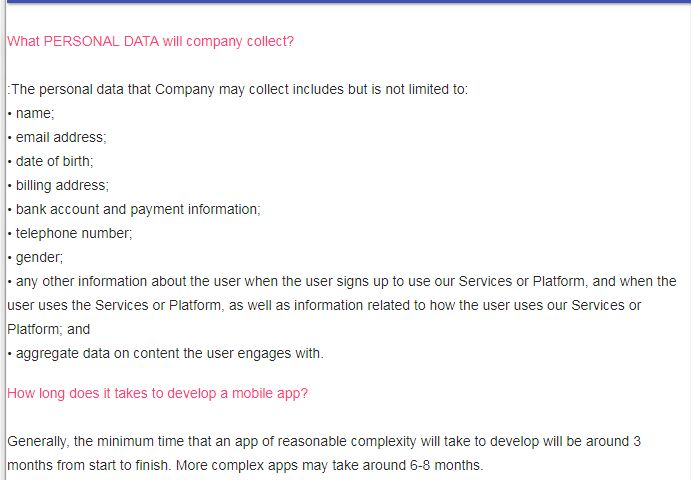 What PERSONAL DATA will company collect?
:The personal data that Company may collect includes but is not limited to:
• name;
• email address;
• date of birth;
• billing address;
• bank account and payment information;
• telephone number;
• gender;
• any other information about the user when the user signs up to use our Services or Platform, and when the
user uses the Services or Platform, as well as information related to how the user uses our Services or
Platform; and
• aggregate data on content the user engages with.
How long does it takes to develop a mobile app?
Generally, the minimum time that an app of reasonable complexity will take to develop will be around 3
months from start to finish. More complex apps may take around 6-8 months.